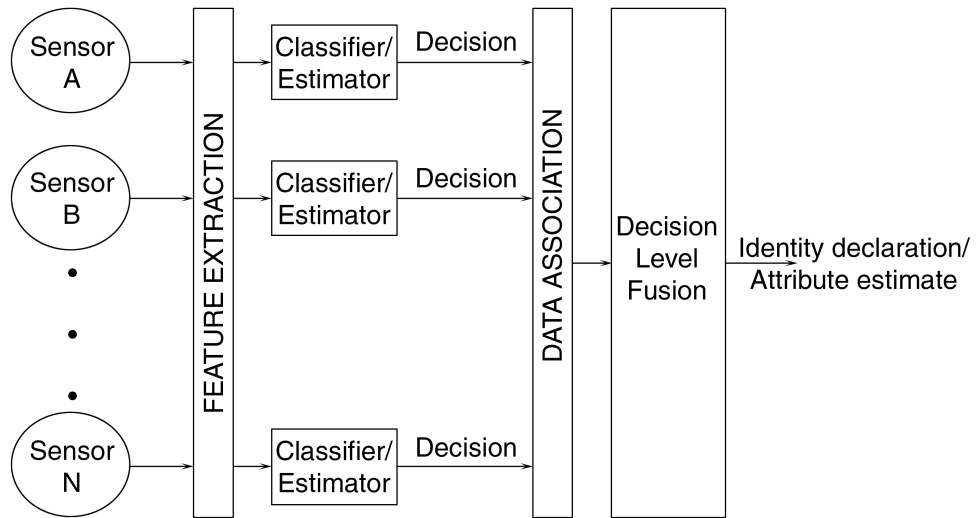 Sensor
A
Classifier/
Estimator
Decision
Sensor
B
Classifier/
Estimator
Decision
Sensor
N
Classifier/
Estimator
Decision
FEATURE EXTRACTION
DATA ASSOCIATION
Decision
Level
Fusion
Identity declaration/
Attribute estimate